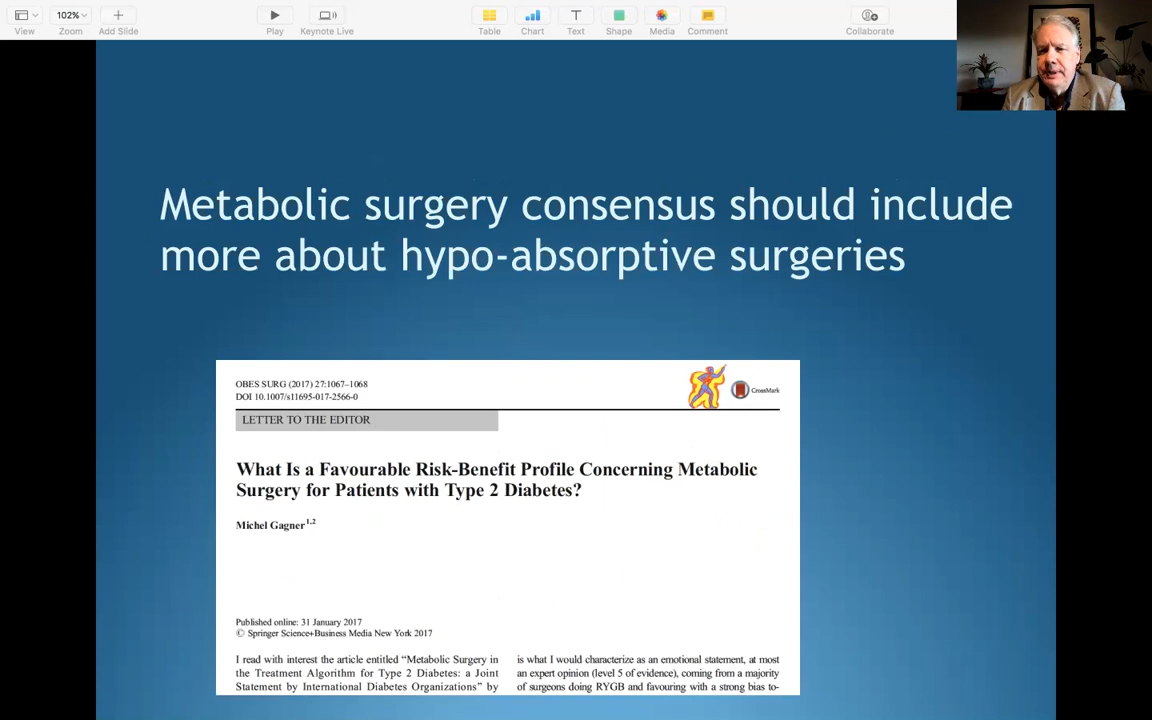 View
102%
Zoom
Add Slide
Play
Keynote Live
Table
Chart
Text
Shape
Media
Comment
Collaborate
Metabolic surgery consensus should include
more about hypo-absorptive surgeries
OBES SURG (2017) 27:1067–1068
DOI 10.1007/s11695-017-2566-0
CrossMark
LETTER TO THE EDITOR
What Is a Favourable Risk-Benefit Profile Concerning Metabolic
Surgery for Patients with Type 2 Diabetes?
Michel Gagner1,2
Published online: 31 January 2017
© Springer Science+Business Media New York 2017
I read with interest the article entitled “Metabolic Surgery in
the Treatment Algorithm for Type 2 Diabetes: a Joint
Statement by International Diabetes Organizations” by
is what I would characterize as an emotional statement, at most
an expert opinion (level 5 of evidence), coming from a majority
of surgeons doing RYGB and favouring with a strong bias to-